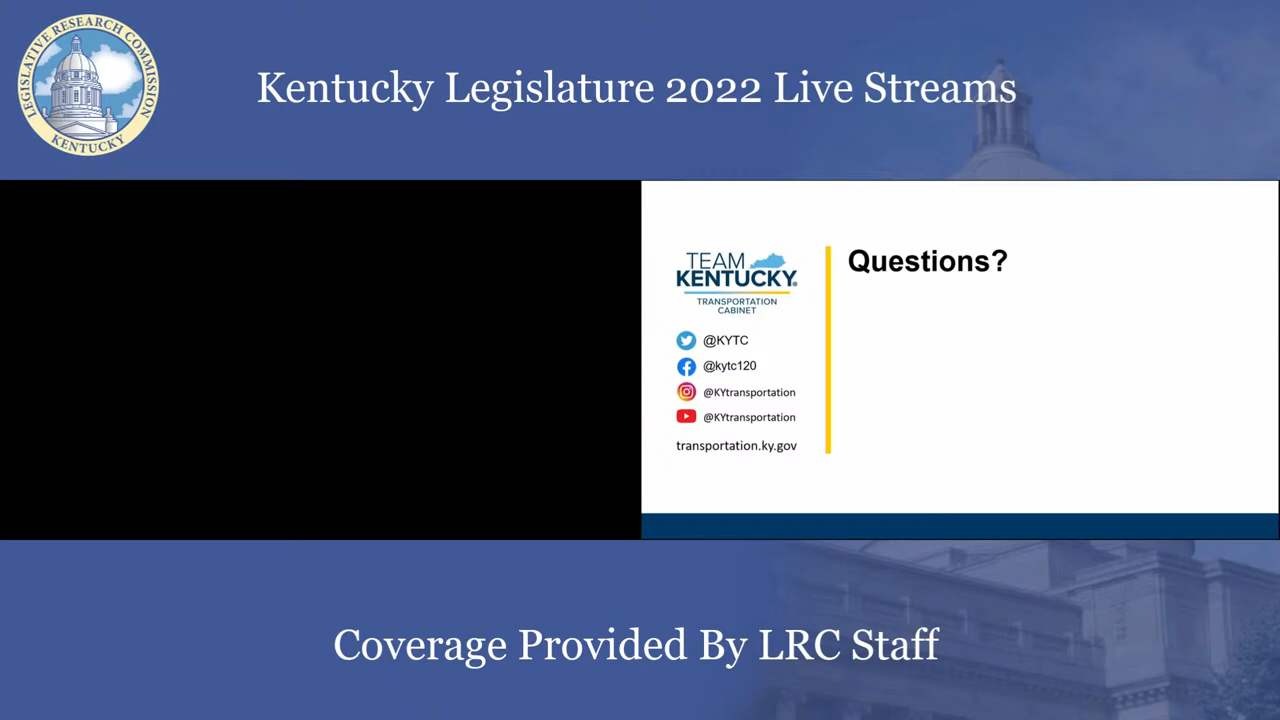 LEGISLATIVE RESEARCH COMMISSION
KENTUCKY
Kentucky Legislature 2022 Live Streams
TEAM
KENTUCKY®
TRANSPORTATION
CABINET
@KYTC
@kytc120
@KYtransportation
@KYtransportation
transportation.ky.gov
Questions?
Coverage Provided By LRC Staff